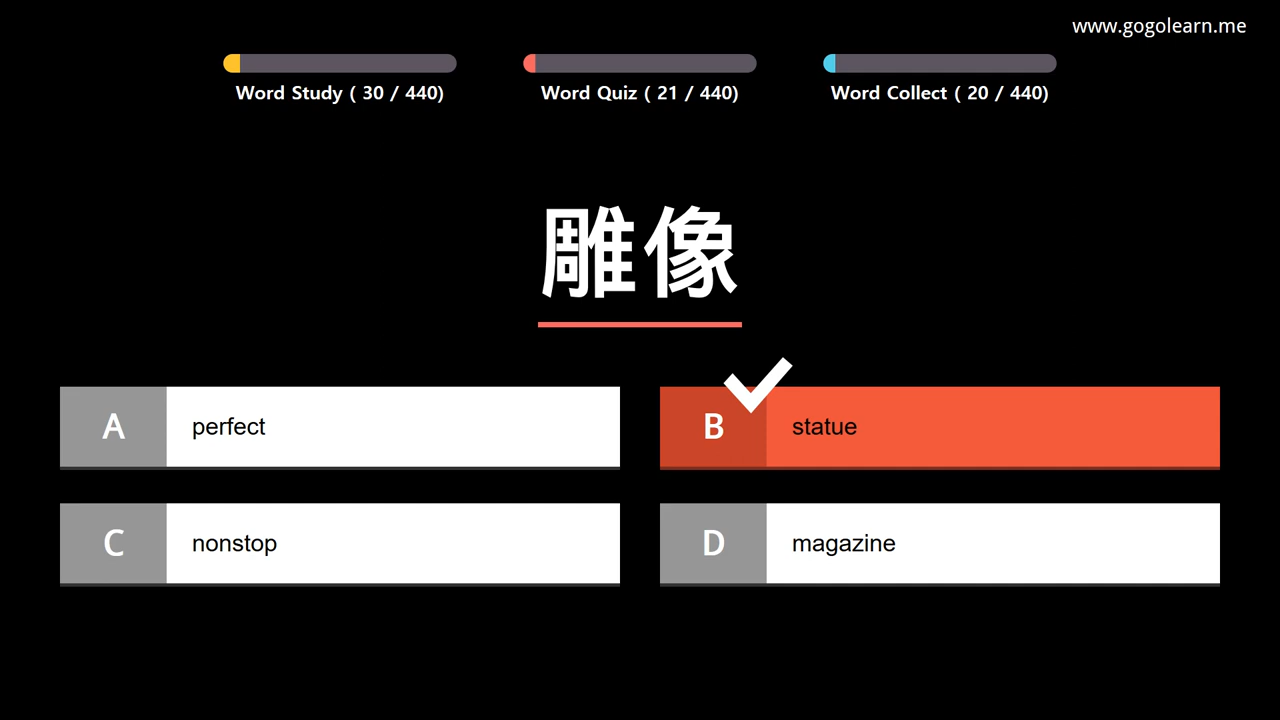 www.gogolearn.me
Word Study ( 30 / 440)
Word Quiz ( 21 / 440)
Word Collect ( 20 / 440)
雕像
A perfect
B statue
C nonstop
D magazine